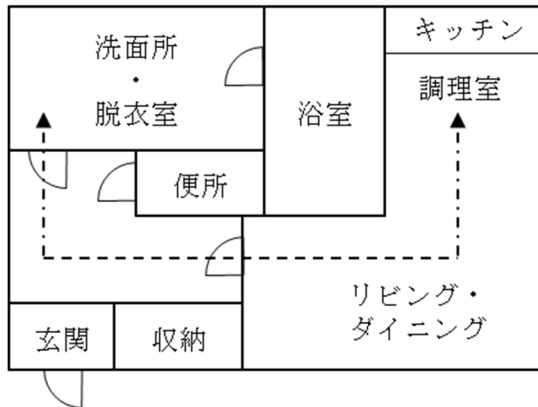 洗面所
・
脱衣室
浴室
キッチン
調理室
便所
リビング・
ダイニング
玄関
収納